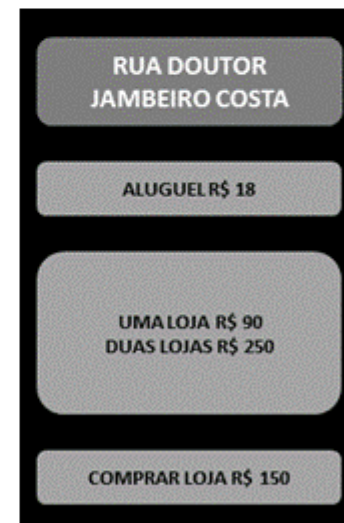 RUA DOUTOR
JAMBEIRO COSTA
ALUGUEL R$ 18
UMA LOJA R$ 90
DUAS LOJAS R$ 250
COMPRAR LOJA R$ 150